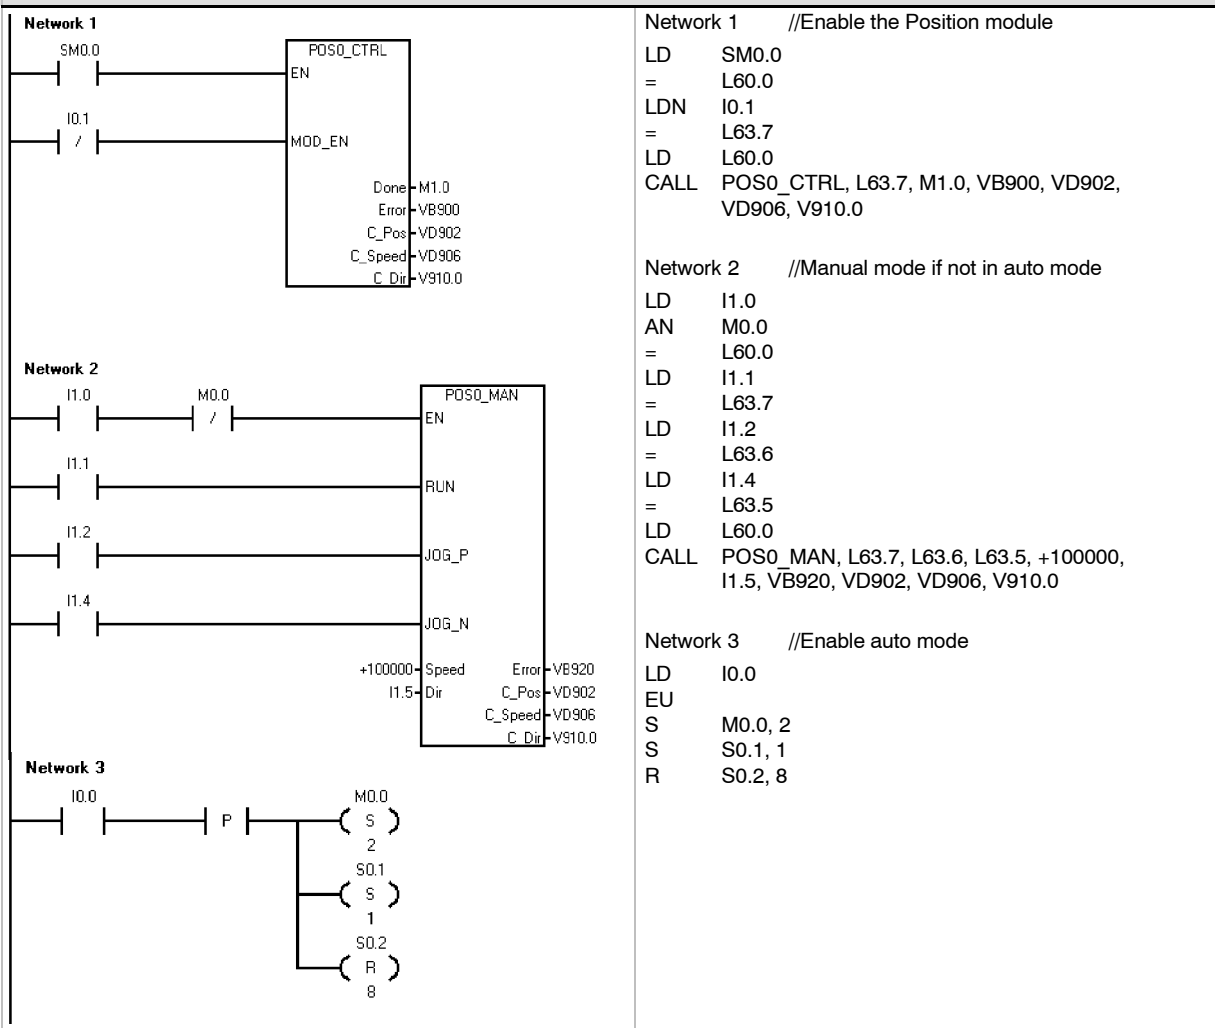 Network 1
SM0.0
POS0_CTRL
EN
I0.1
/
MOD_EN
Done M1.0
Error VB900
C_Pos VD902
C_Speed VD906
C_Dir V910.0
Network 2
I1.0 M0.0
POS0_MAN
/
EN
I1.1
RUN
I1.2
JOG_P
I1.4
JOG_N
+100000 Speed Error VB920
I1.5 Dir C_Pos VD902
C_Speed VD906
C_Dir V910.0
Network 3
I0.0 M0.0
P S
2
S0.1
S
1
S0.2
R
8
Network 1 //Enable the Position module
LD SM0.0
= L60.0
LDN I0.1
= L63.7
LD L60.0
CALL POS0_CTRL, L63.7, M1.0, VB900, VD902,
VD906, V910.0
Network 2 //Manual mode if not in auto mode
LD I1.0
AN M0.0
= L60.0
LD I1.1
= L63.7
LD I1.2
= L63.6
LD I1.4
= L63.5
LD L60.0
CALL POS0_MAN, L63.7, L63.6, L63.5, +100000,
I1.5, VB920, VD902, VD906, V910.0
Network 3 //Enable auto mode
LD I0.0
EU
S M0.0, 2
S S0.1, 1
R S0.2, 8